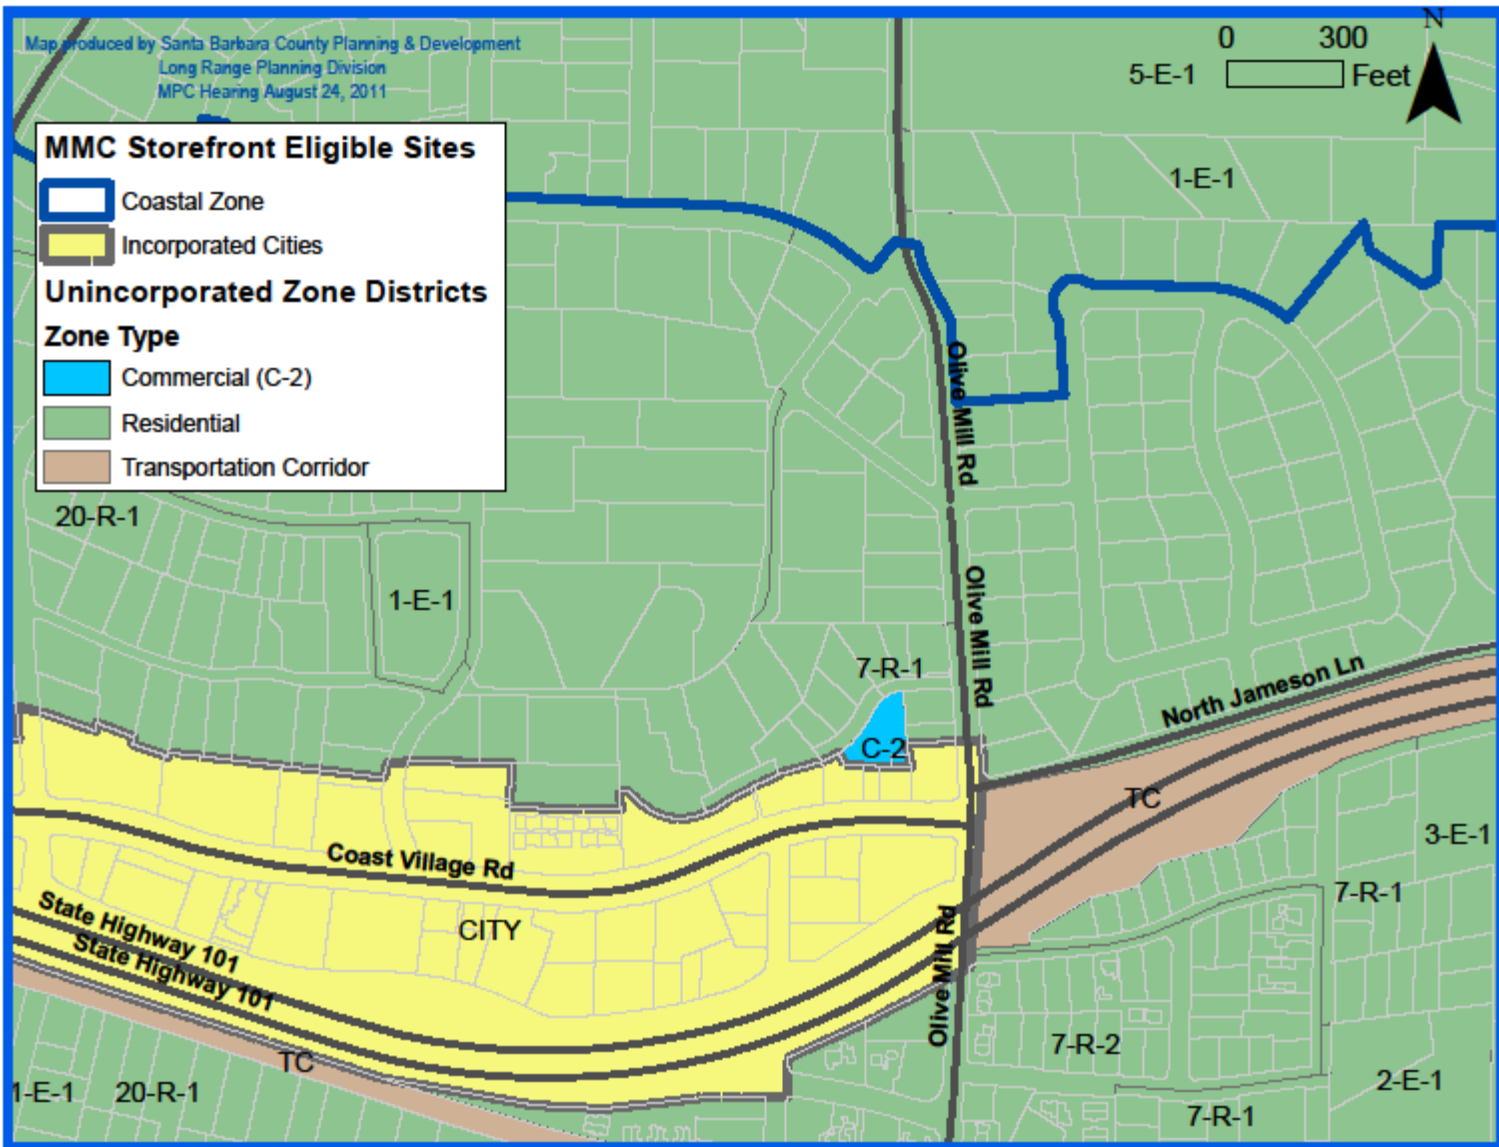 Map produced by Santa Barbara County Planning & Development
Long Range Planning Division
MPC Hearing August 24, 2011
N
0 300
5-E-1
Feet
MMC Storefront Eligible Sites
Coastal Zone
Incorporated Cities
Unincorporated Zone Districts
Zone Type
Commercial (C-2)
Residential
Transportation Corridor
1-E-1
Olive Mill Rd
20-R-1
1-E-1
Olive Mill Rd
7-R-1
North Jameson Ln
C-2
TC
Coast Village Rd
3-E-1
7-R-1
CITY
State Highway 101
State Highway 101
Olive Mill Rd
TC
7-R-2
1-E-1
20-R-1
2-E-1
7-R-1